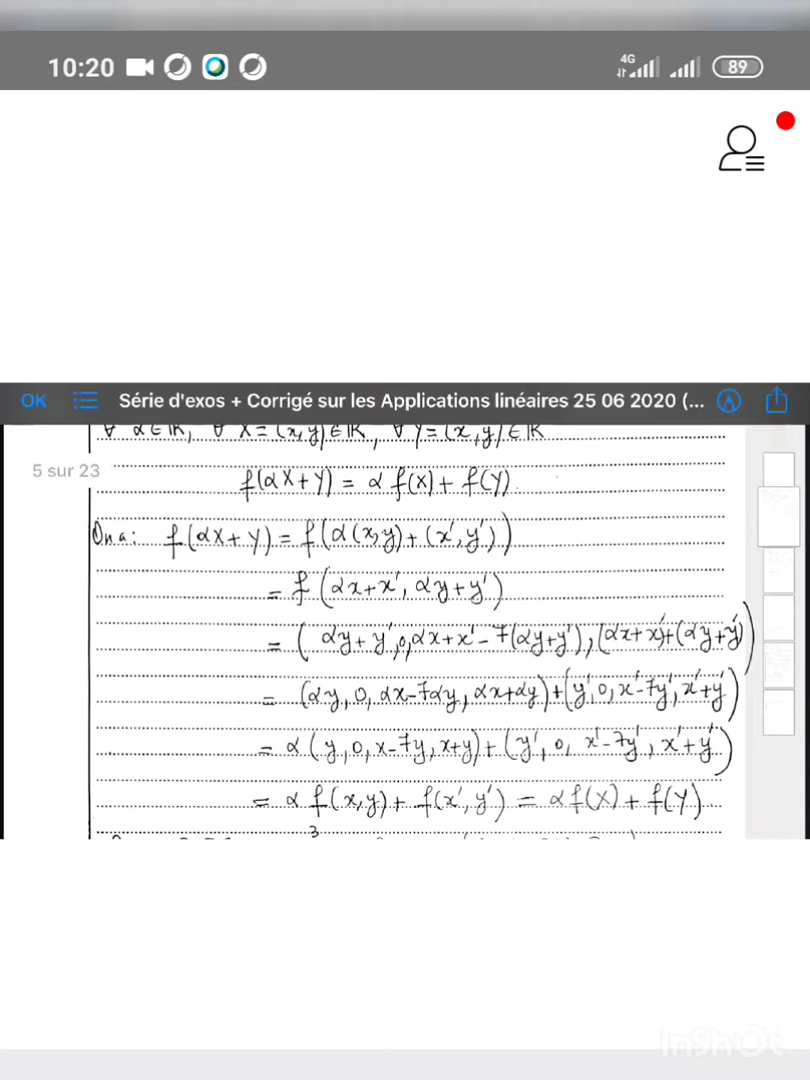 10:20 4G 89
OK Série d'exos + Corrigé sur les Applications linéaires 25 06 2020 (...
∀ α∈ℝ, ∀ X=(x,y)∈ℝ, ∀ Y=(x,y)∈ℝ
5 sur 23
f(αX+Y) = α f(X) + f(Y)
On a: f(αX+Y) = f(α(x,y)+(x',y'))
= f(αx+x', αy+y')
= (αy+y',0,αx+x'-7(αy+y'),(αx+x')+(αy+y'))
= (αy,0,αx-7αy,αx+αy)+(y',0,x'-7y',x'+y')
= α(y,0,x-7y,x+y)+(y',0,x'-7y',x'+y')
= α f(x,y)+f(x',y') = αf(X)+f(Y)
3
InShOt